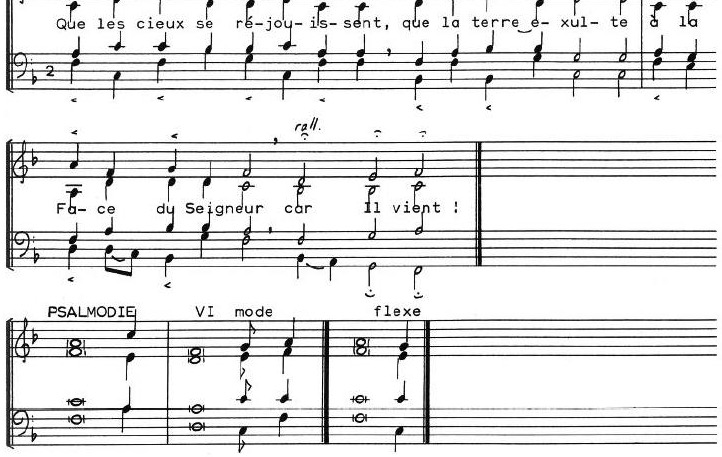 Que les cieux se ré-jou-is-sent, que la terre e-xul-te à la
2
rall.
Fa-ce du Seigneur car Il vient !
PSALMODIE VI mode flexe